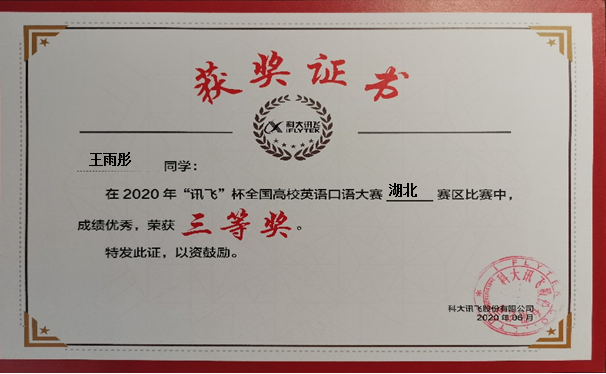 获奖证书
科大讯飞
iFLYTEK
王雨彤 同学：
在2020年“讯飞”杯全国高校英语口语大赛 湖北 赛区比赛中，
成绩优秀，荣获 三等奖 。
特发此证，以资鼓励。
科大讯飞股份有限公司
2020年06月